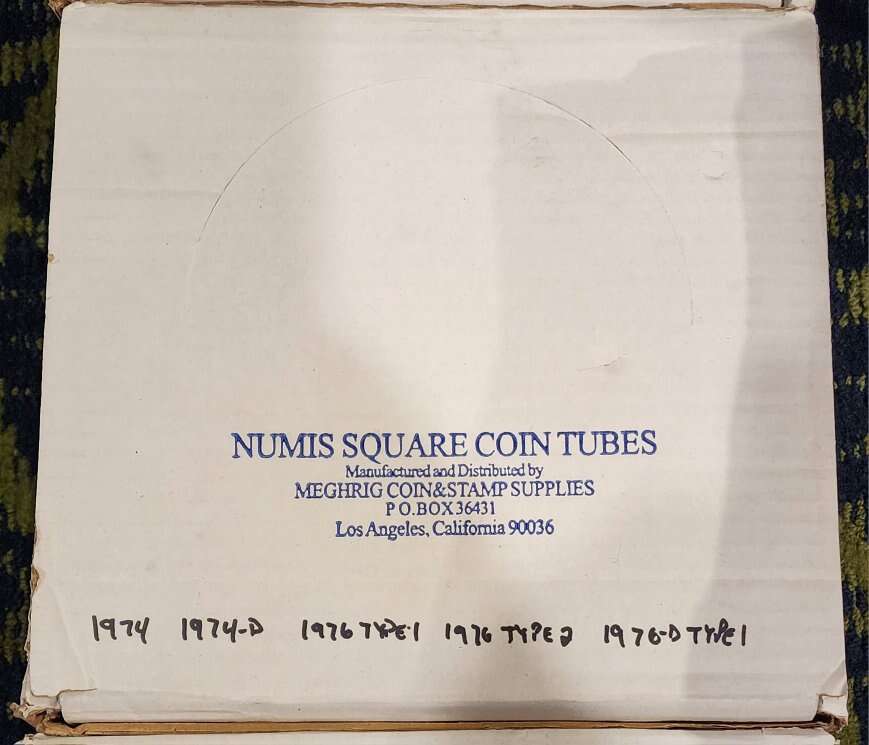 NUMIS SQUARE COIN TUBES
Manufactured and Distributed by
MEGHRIG COIN&STAMP SUPPLIES
P O.BOX 36431
Los Angeles, California 90036
1974 1974-D 1976 TYPE 1 1976 TYPE 2 1976-D TYPE 1